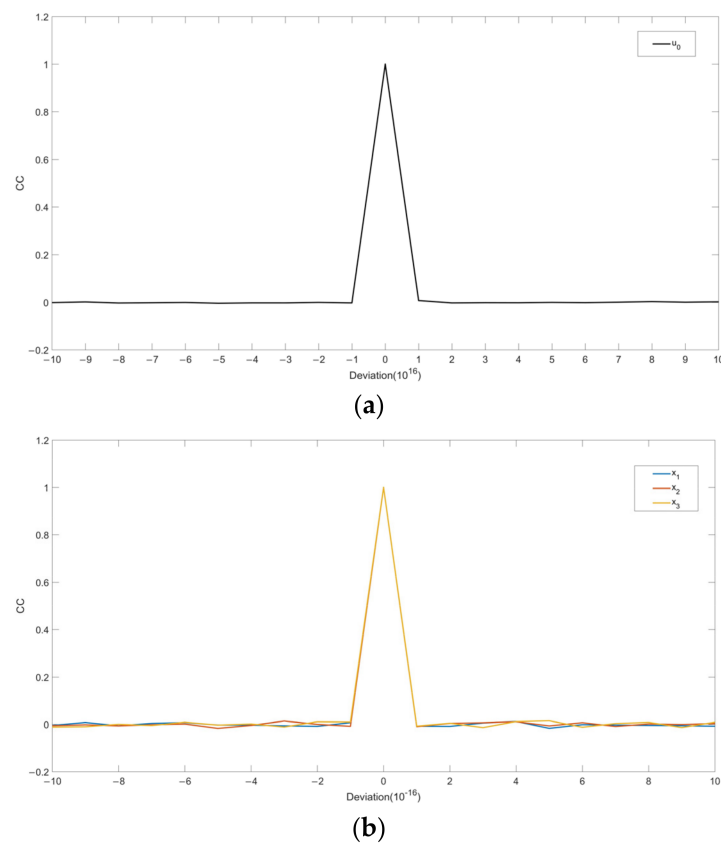 1.2
u0
1
0.8
0.6
CC
0.4
0.2
0
−0.2
−10 −9 −8 −7 −6 −5 −4 −3 −2 −1 0 1 2 3 4 5 6 7 8 9 10
Deviation(10^16)
(a)
1.2
x1
x2
x3
1
0.8
0.6
CC
0.4
0.2
0
−0.2
−10 −8 −6 −4 −2 0 2 4 6 8 10
Deviation(10^-16)
(b)